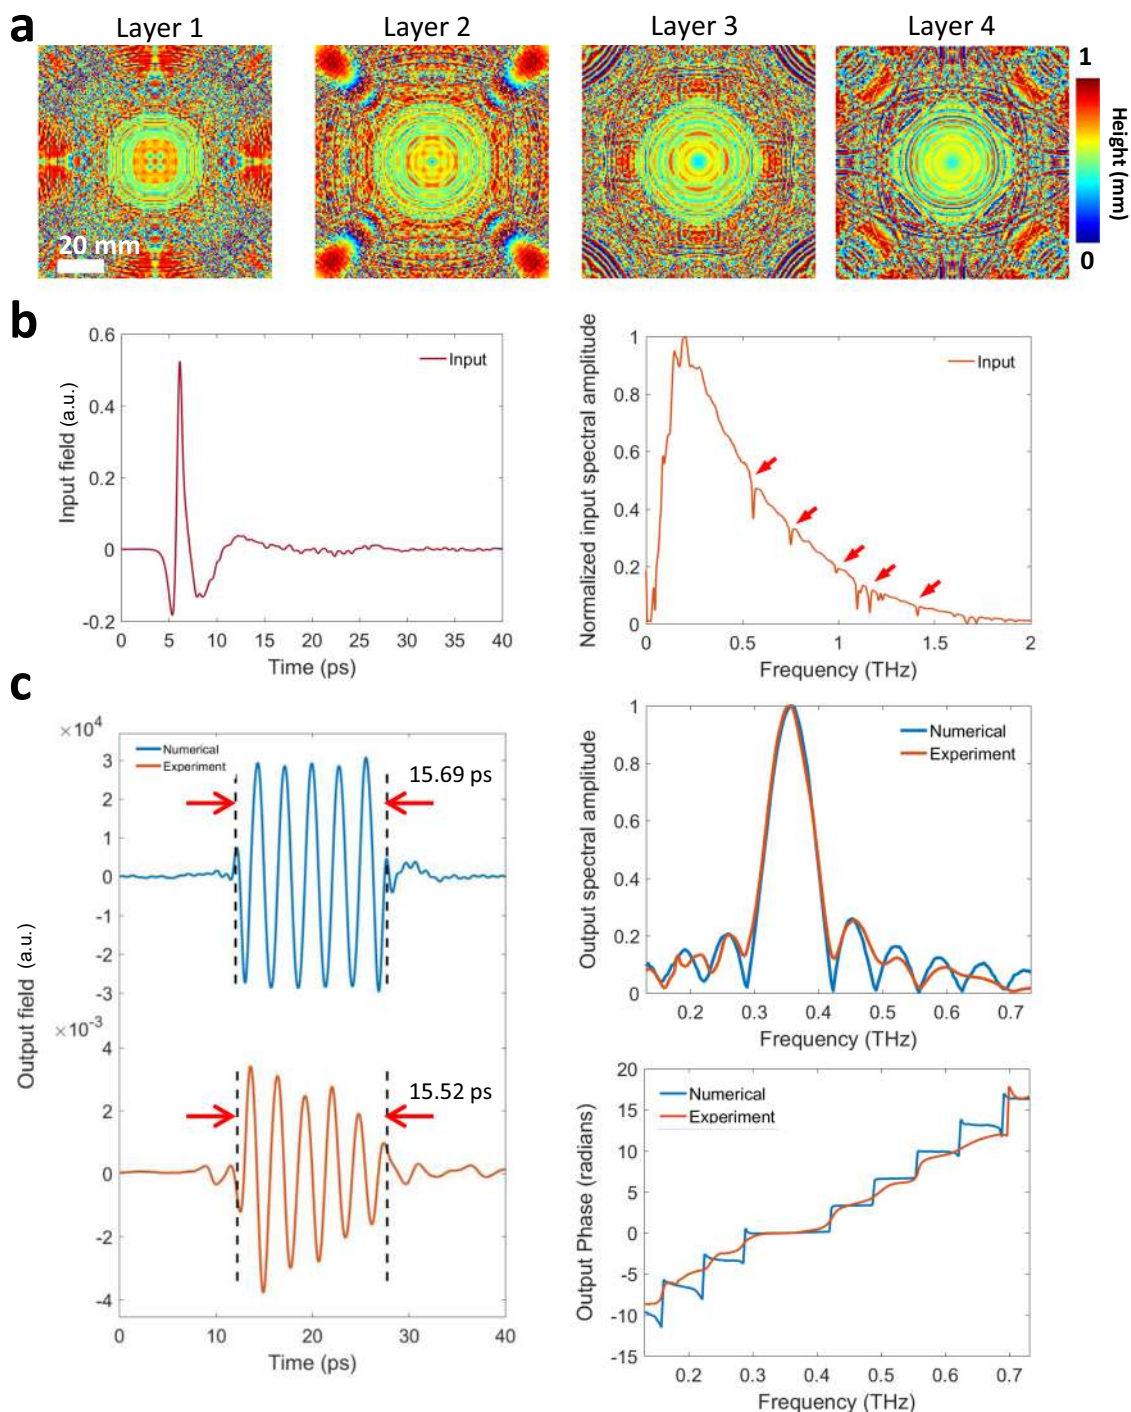 a
Layer 1
Layer 2
Layer 3
Layer 4
1
Height (mm)
0
20 mm
b
0.6
0.4
0.2
0
-0.2
Input field (a.u.)
Input
0 5 10 15 20 25 30 35 40
Time (ps)
1
0.8
0.6
0.4
0.2
0
Normalized input spectral amplitude
Input
0 0.5 1 1.5 2
Frequency (THz)
c
×10⁴
Numerical
Experiment
3
2
1
0
-1
-2
-3
15.69 ps
×10⁻³
4
2
0
-2
-4
15.52 ps
Output field (a.u.)
0 10 20 30 40
Time (ps)
1
0.8
0.6
0.4
0.2
0
Output spectral amplitude
Numerical
Experiment
0.2 0.3 0.4 0.5 0.6 0.7
Frequency (THz)
20
15
10
5
0
-5
-10
-15
Output Phase (radians)
Numerical
Experiment
0.2 0.3 0.4 0.5 0.6 0.7
Frequency (THz)